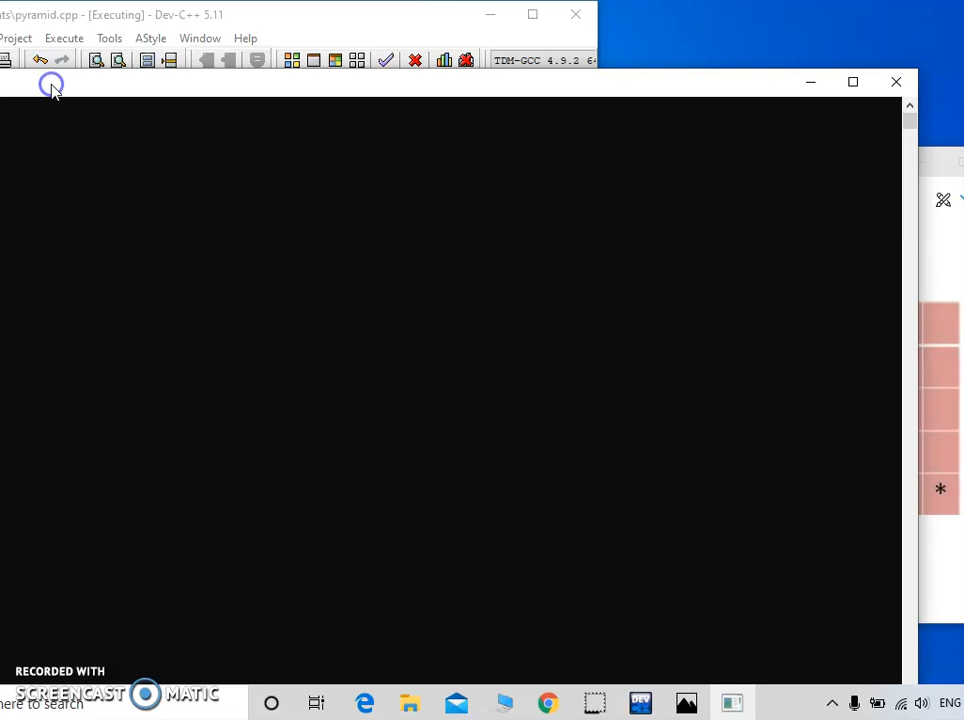 ts\pyramid.cpp - [Executing] - Dev-C++ 5.11
Project Execute Tools AStyle Window Help
TDM-GCC 4.9.2 64
*
RECORDED WITH
SCREENCAST MATIC
here to search
DEV
ENG